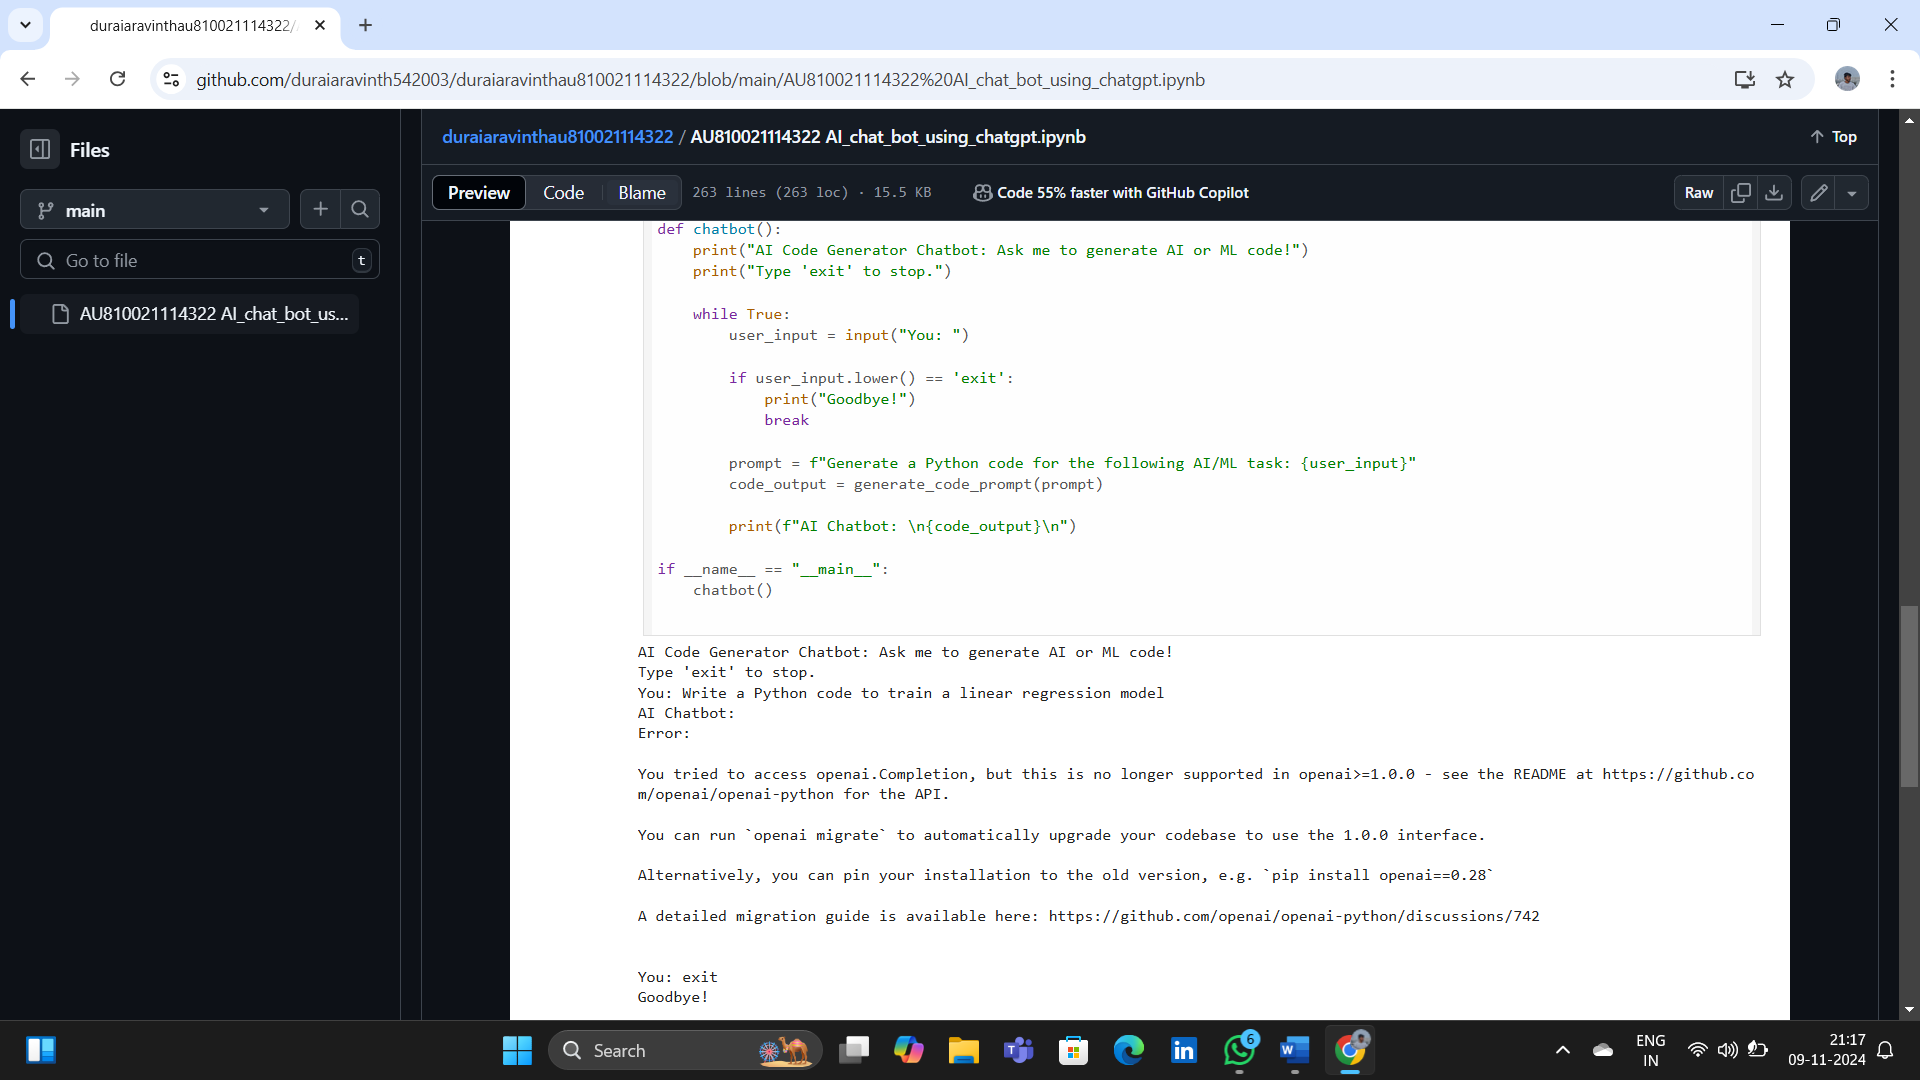 duraiaravinthau810021114322/
github.com/duraiaravinth542003/duraiaravinthau810021114322/blob/main/AU810021114322%20AI_chat_bot_using_chatgpt.ipynb
Files
duraiaravinthau810021114322 / AU810021114322 AI_chat_bot_using_chatgpt.ipynb
Top
Preview
Code
Blame
263 lines (263 loc) · 15.5 KB
Code 55% faster with GitHub Copilot
Raw
main
Go to file
t
AU810021114322 AI_chat_bot_us...
def chatbot():
    print("AI Code Generator Chatbot: Ask me to generate AI or ML code!")
    print("Type 'exit' to stop.")
    while True:
        user_input = input("You: ")
        if user_input.lower() == 'exit':
            print("Goodbye!")
            break
        prompt = f"Generate a Python code for the following AI/ML task: {user_input}"
        code_output = generate_code_prompt(prompt)
        print(f"AI Chatbot: \n{code_output}\n")
if __name__ == "__main__":
    chatbot()
AI Code Generator Chatbot: Ask me to generate AI or ML code!
Type 'exit' to stop.
You: Write a Python code to train a linear regression model
AI Chatbot:
Error:
You tried to access openai.Completion, but this is no longer supported in openai>=1.0.0 - see the README at https://github.co
m/openai/openai-python for the API.
You can run `openai migrate` to automatically upgrade your codebase to use the 1.0.0 interface.
Alternatively, you can pin your installation to the old version, e.g. `pip install openai==0.28`
A detailed migration guide is available here: https://github.com/openai/openai-python/discussions/742
You: exit
Goodbye!
Search
6
ENG
IN
21:17
09-11-2024